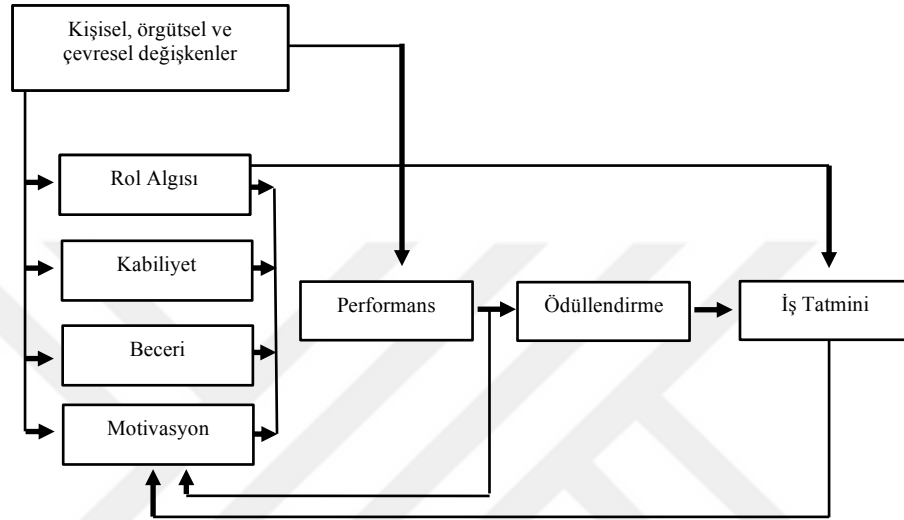 Kişisel, örgütsel ve
çevresel değişkenler
Rol Algısı
Kabiliyet
Beceri
Motivasyon
Performans
Ödüllendirme
İş Tatmini